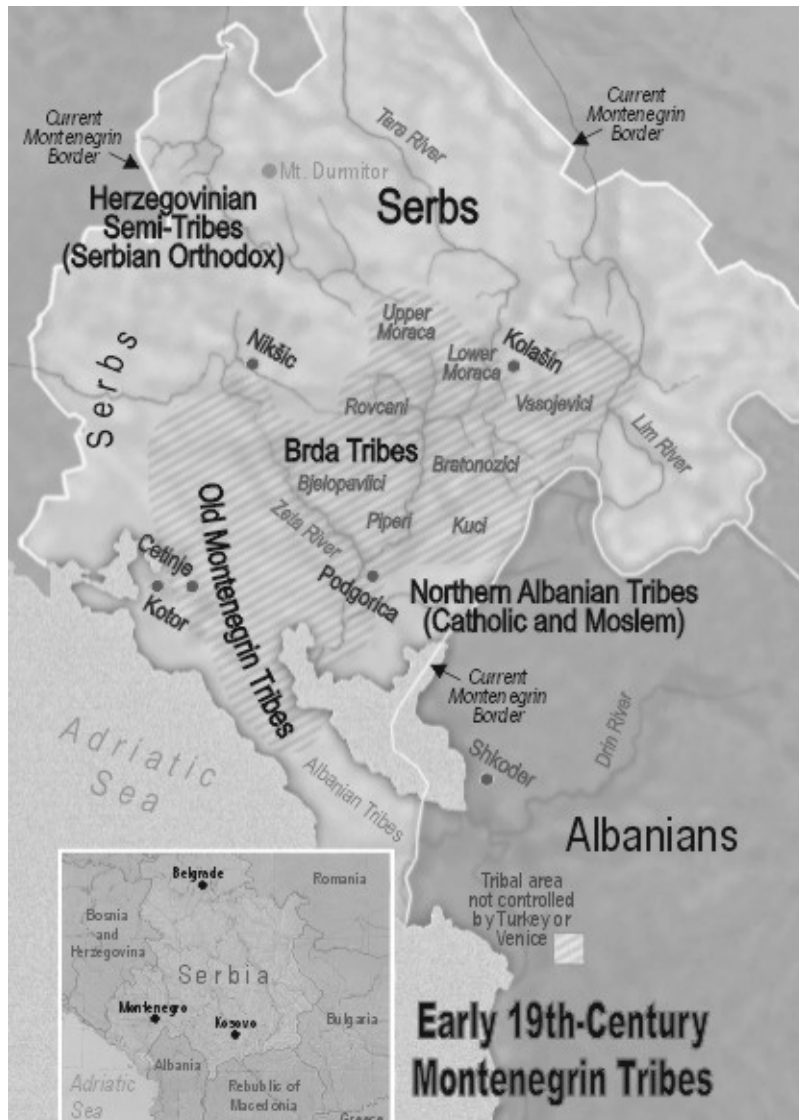 Current
Montenegrin
Border
Current
Montenegrin
Border
Tara River
Mt. Durmitor
Herzegovinian
Semi-Tribes
(Serbian Orthodox)
Serbs
Serbs
Upper
Moraca
Nikšic
Lower
Moraca
Kolašin
Rovcani
Vasojevici
Lim River
Brda Tribes
Bratonozici
Bjelopavlici
Zeta River
Piperi
Kuci
Old Montenegrin Tribes
Cetinje
Kotor
Podgorica
Northern Albanian Tribes
(Catholic and Moslem)
Current
Montenegrin
Border
Drin River
Shkoder
Adriatic
Sea
Albanian Tribes
Albanians
Tribal area
not controlled
by Turkey or
Venice
Belgrade
Romania
Bosnia
and
Herzegovina
Serbia
Montenegro
Kosovo
Bulgaria
Albania
Rebublic of
Macedonia
Adriatic
Sea
Greece
Early 19th-Century
Montenegrin Tribes